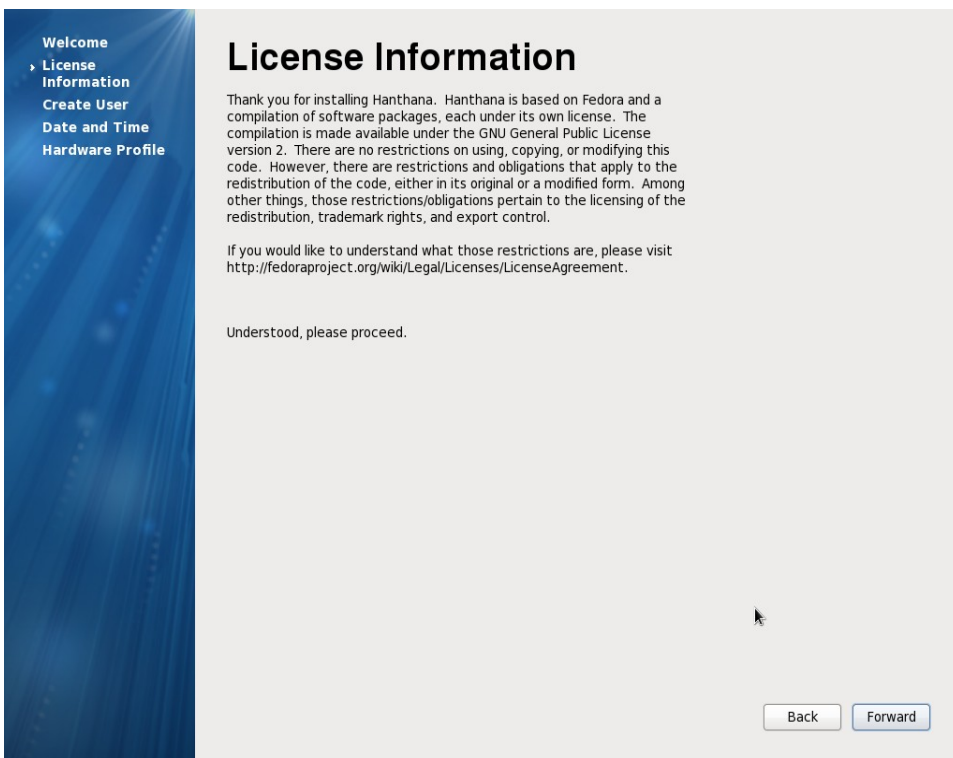 Welcome
License
Information
Create User
Date and Time
Hardware Profile
License Information
Thank you for installing Hanthana.  Hanthana is based on Fedora and a
compilation of software packages, each under its own license.  The
compilation is made available under the GNU General Public License
version 2.  There are no restrictions on using, copying, or modifying this
code.  However, there are restrictions and obligations that apply to the
redistribution of the code, either in its original or a modified form.  Among
other things, those restrictions/obligations pertain to the licensing of the
redistribution, trademark rights, and export control.
If you would like to understand what those restrictions are, please visit
http://fedoraproject.org/wiki/Legal/Licenses/LicenseAgreement.
Understood, please proceed.
Back
Forward